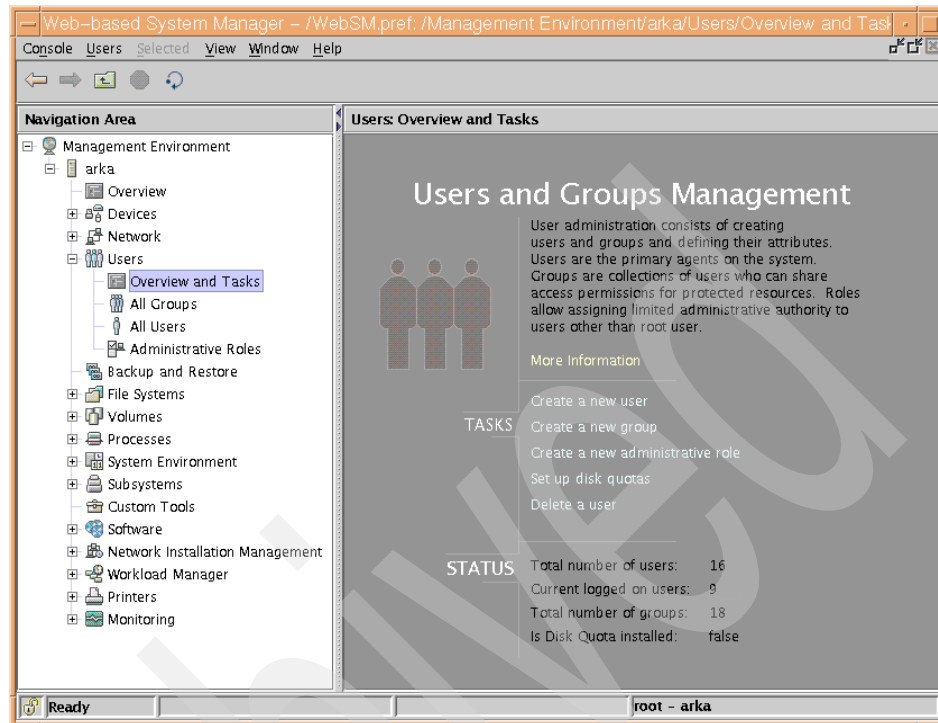 Web-based System Manager - /WebSM.pref: /Management Environment/arka/Users/Overview and Task
Console Users Selected View Window Help
Navigation Area
Users: Overview and Tasks
Management Environment
arka
Overview
Devices
Network
Users
Overview and Tasks
All Groups
All Users
Administrative Roles
Backup and Restore
File Systems
Volumes
Processes
System Environment
Subsystems
Custom Tools
Software
Network Installation Management
Workload Manager
Printers
Monitoring
Users and Groups Management
User administration consists of creating
users and groups and defining their attributes.
Users are the primary agents on the system.
Groups are collections of users who can share
access permissions for protected resources. Roles
allow assigning limited administrative authority to
users other than root user.
More Information
TASKS
Create a new user
Create a new group
Create a new administrative role
Set up disk quotas
Delete a user
STATUS
Total number of users: 16
Current logged on users: 9
Total number of groups: 18
Is Disk Quota installed: false
Ready
root - arka